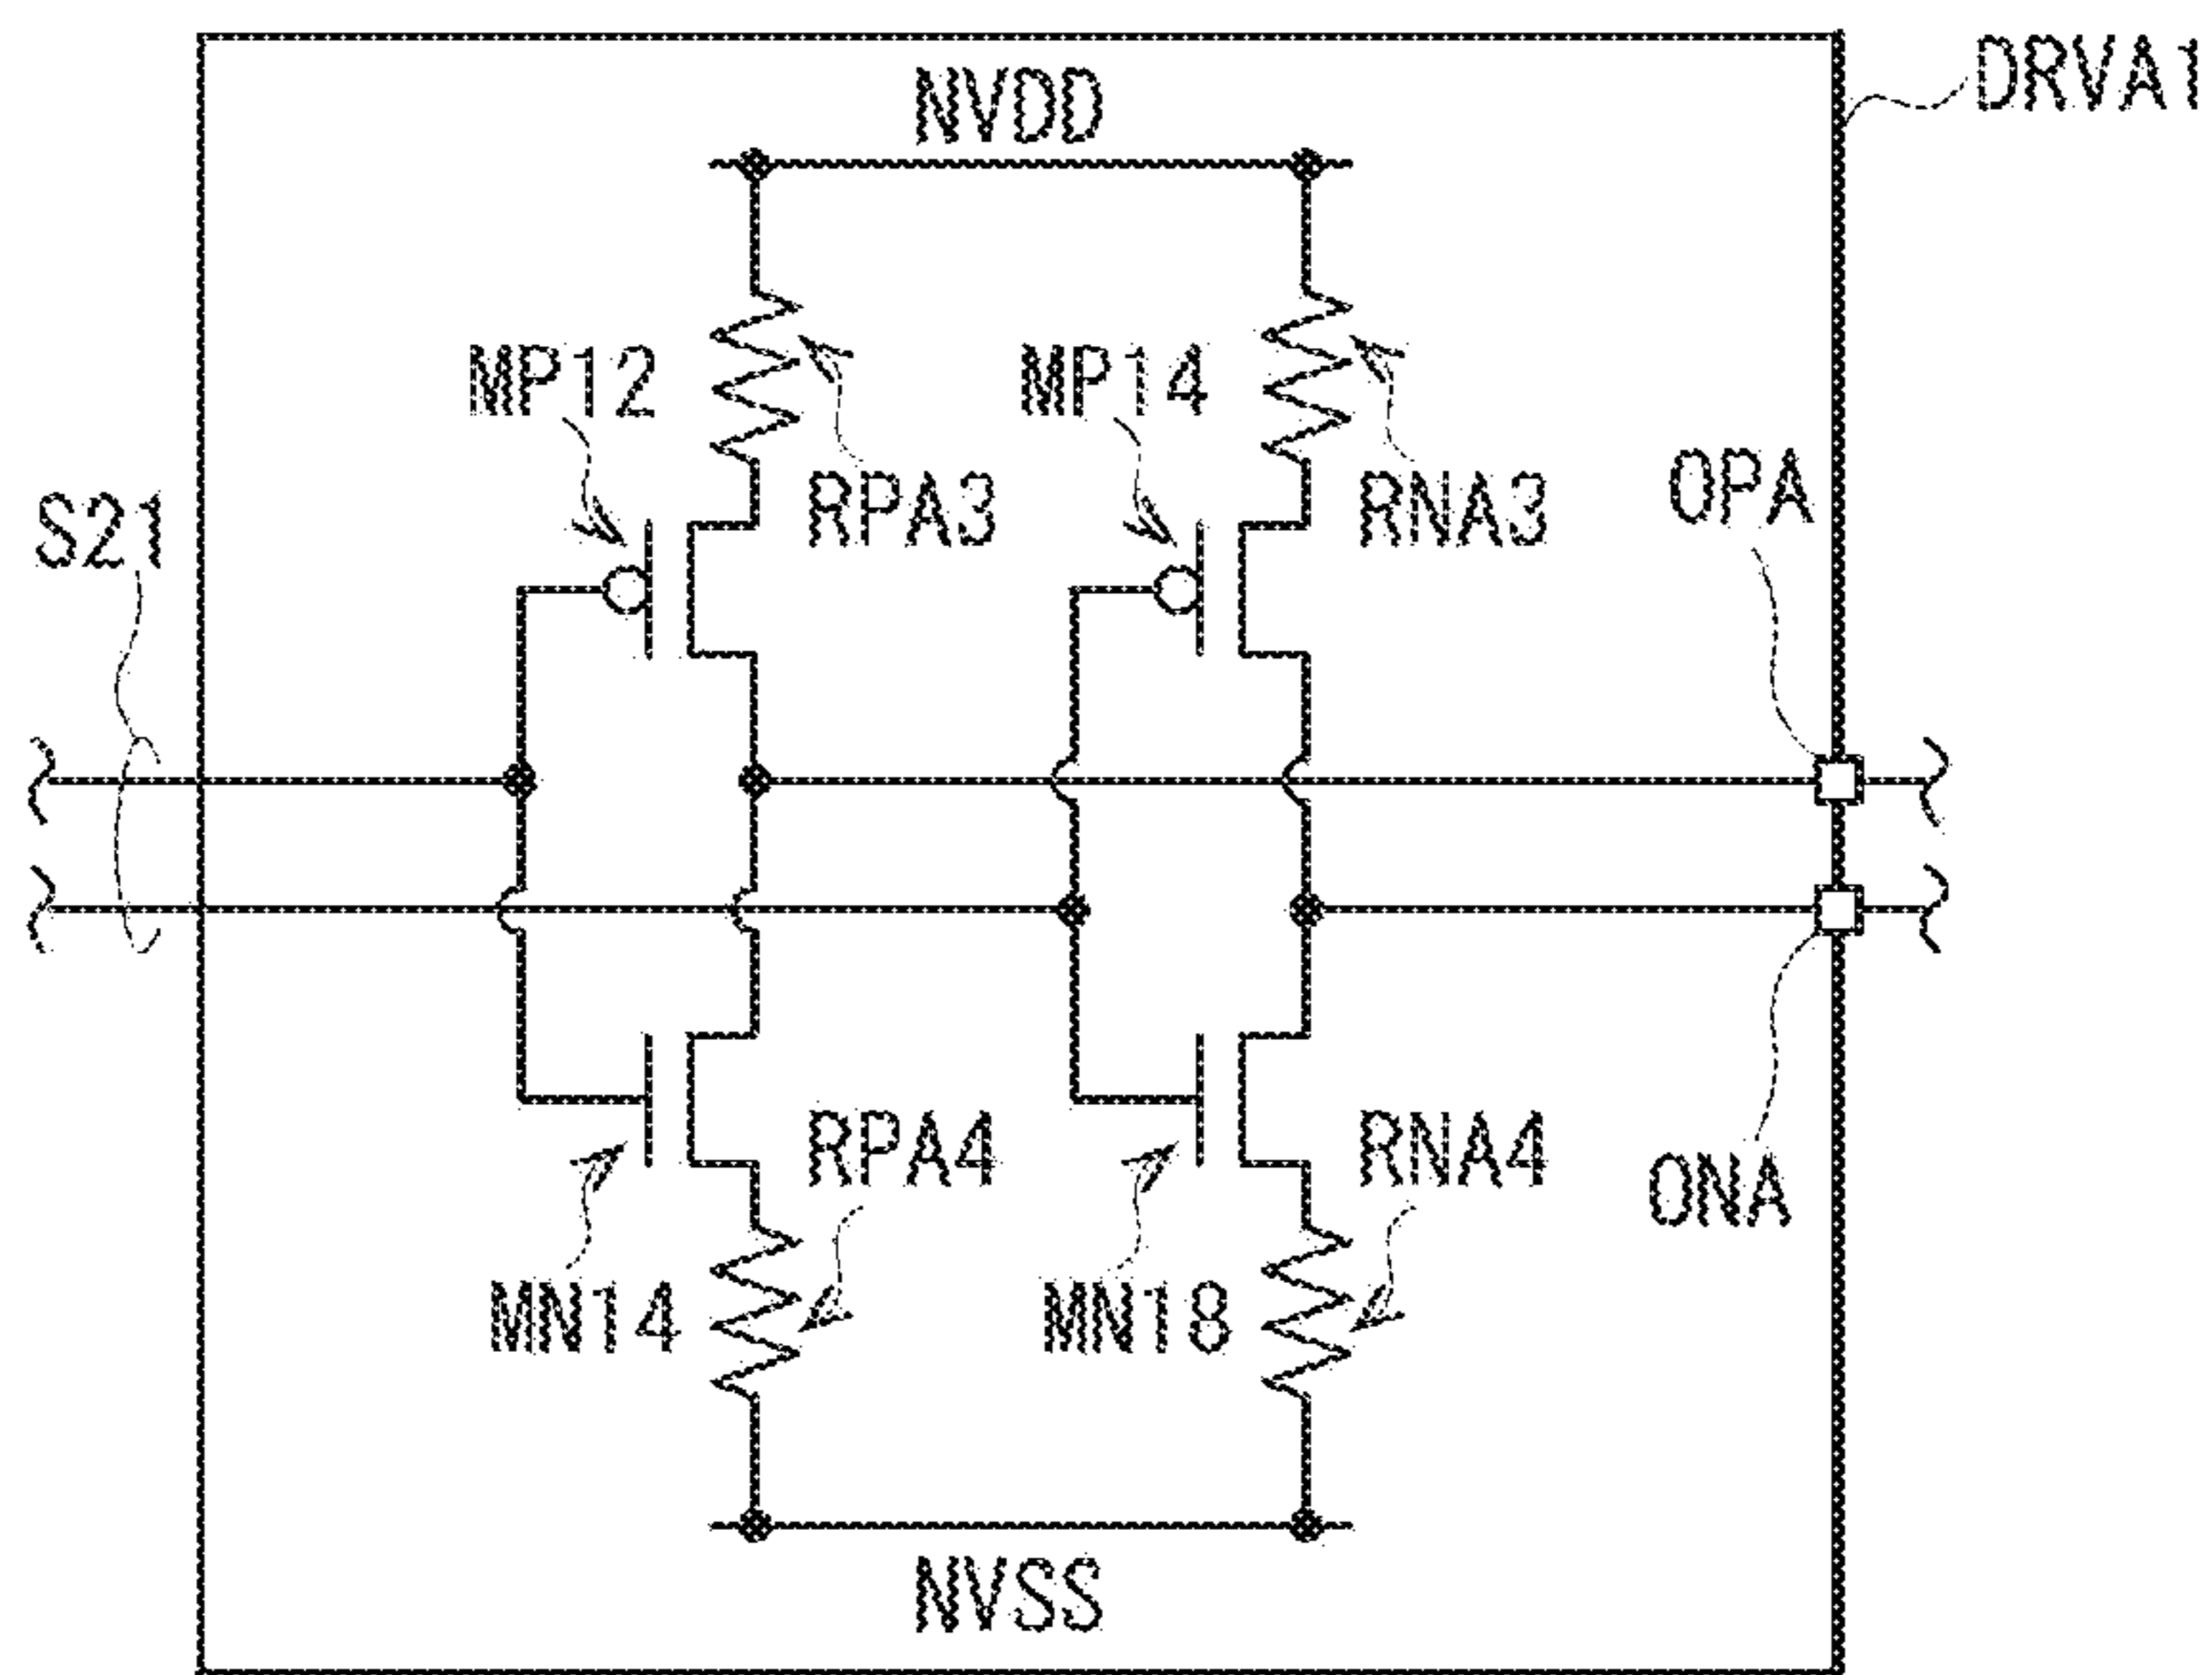 DRVA1
NVDD
MP12
MP14
RPA3
RNA3
OPA
S21
RPA4
RNA4
ONA
MN14
MN18
NVSS